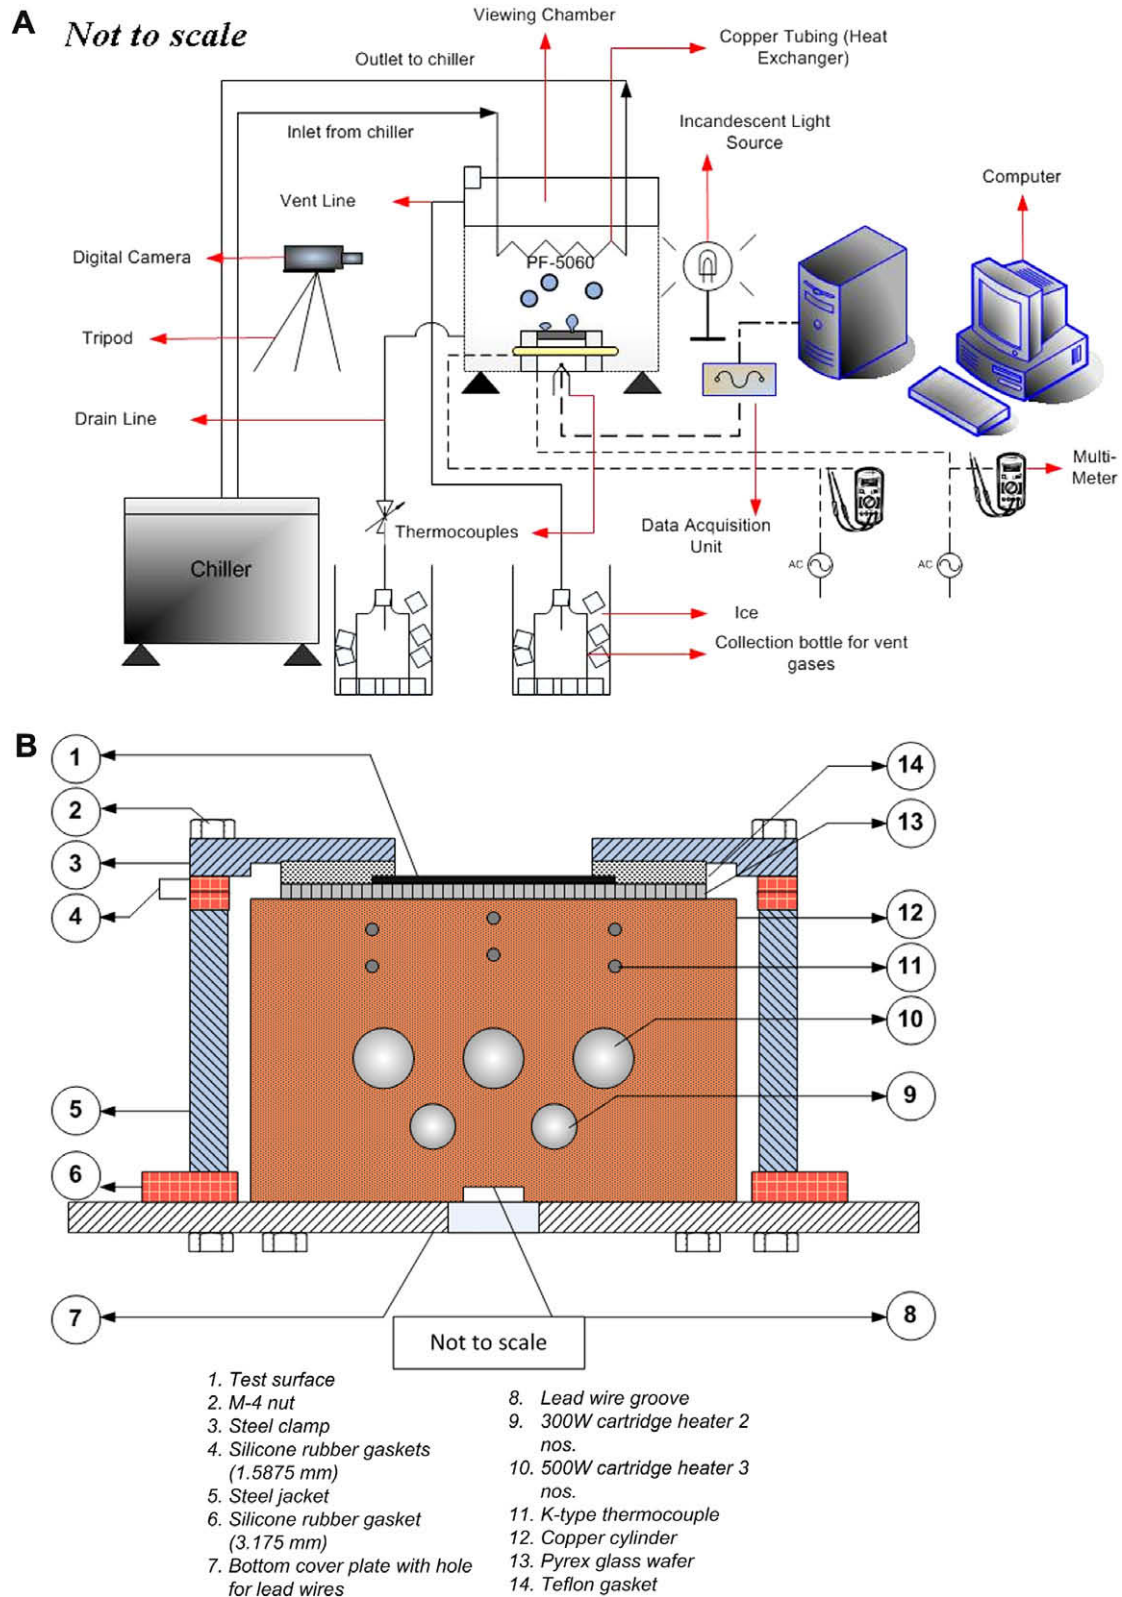 A
Not to scale
Viewing Chamber
Copper Tubing (Heat
Exchanger)
Outlet to chiller
Inlet from chiller
Incandescent Light
Source
Computer
Vent Line
Digital Camera
PF-5060
Tripod
Drain Line
Multi-
Meter
Thermocouples
Data Acquisition
Unit
Chiller
AC
AC
Ice
Collection bottle for vent
gases
B
1
2
3
4
5
6
7
14
13
12
11
10
9
8
Not to scale
1. Test surface
2. M-4 nut
3. Steel clamp
4. Silicone rubber gaskets
(1.5875 mm)
5. Steel jacket
6. Silicone rubber gasket
(3.175 mm)
7. Bottom cover plate with hole
for lead wires
8. Lead wire groove
9. 300W cartridge heater 2
nos.
10. 500W cartridge heater 3
nos.
11. K-type thermocouple
12. Copper cylinder
13. Pyrex glass wafer
14. Teflon gasket